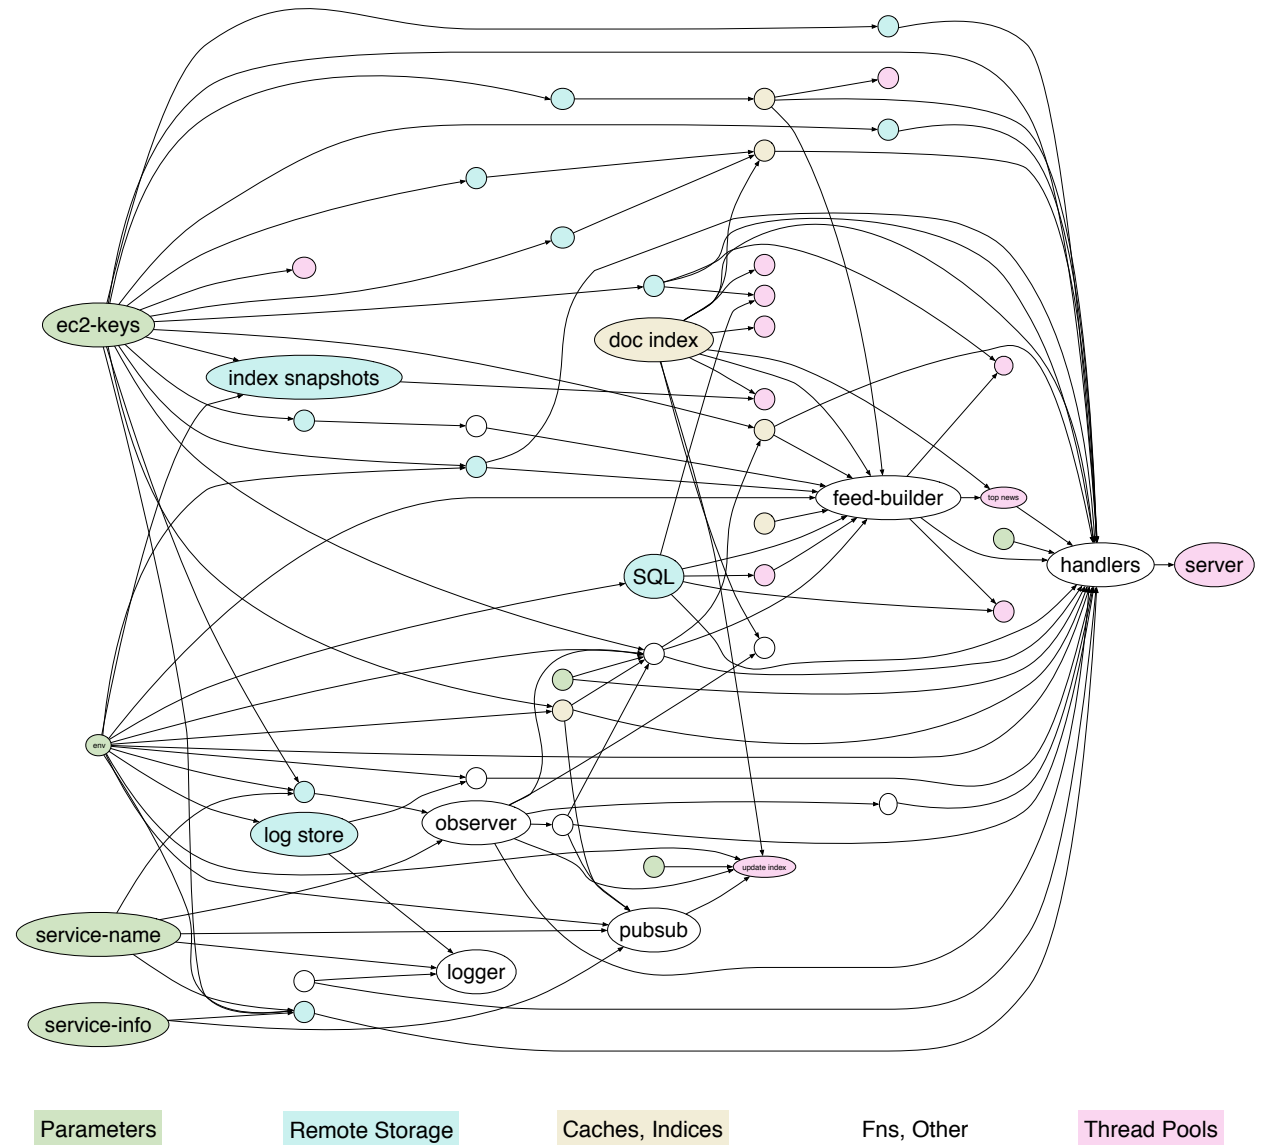 ec2-keys
doc index
index snapshots
feed-builder
top news
handlers
server
SQL
env
observer
log store
update index
service-name
pubsub
logger
service-info
Parameters
Remote Storage
Caches, Indices
Fns, Other
Thread Pools